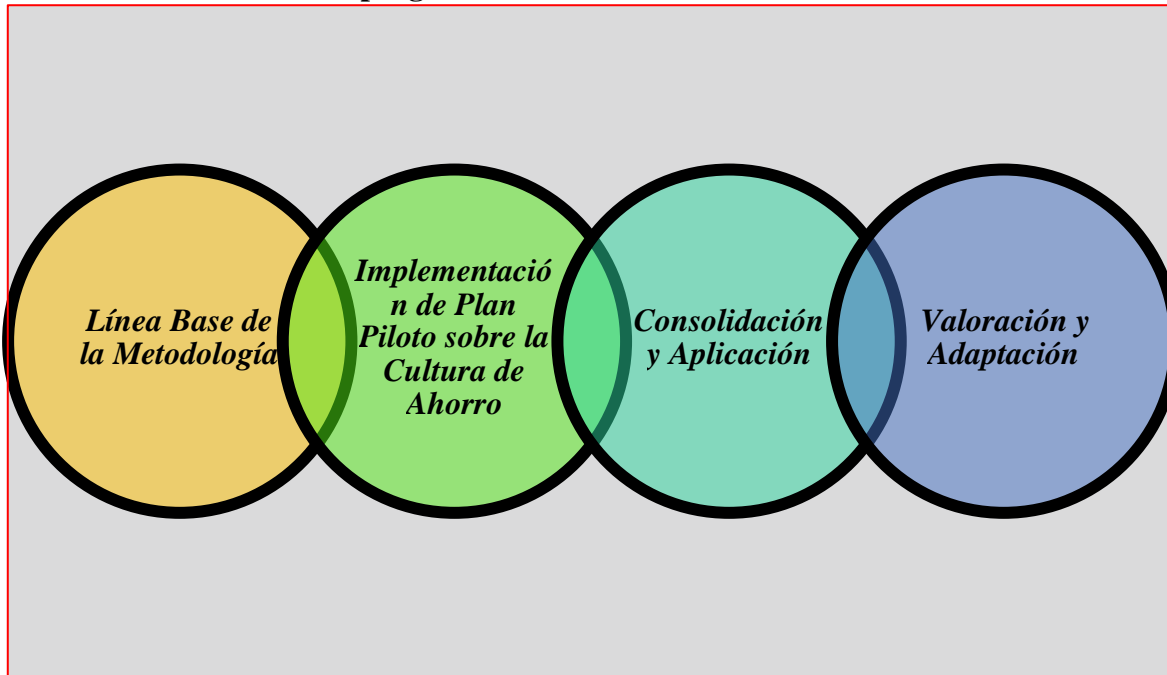 Línea Base de
la Metodología
Implementació
n de Plan
Piloto sobre la
Cultura de
Ahorro
Consolidación
y Aplicación
Valoración y
Adaptación